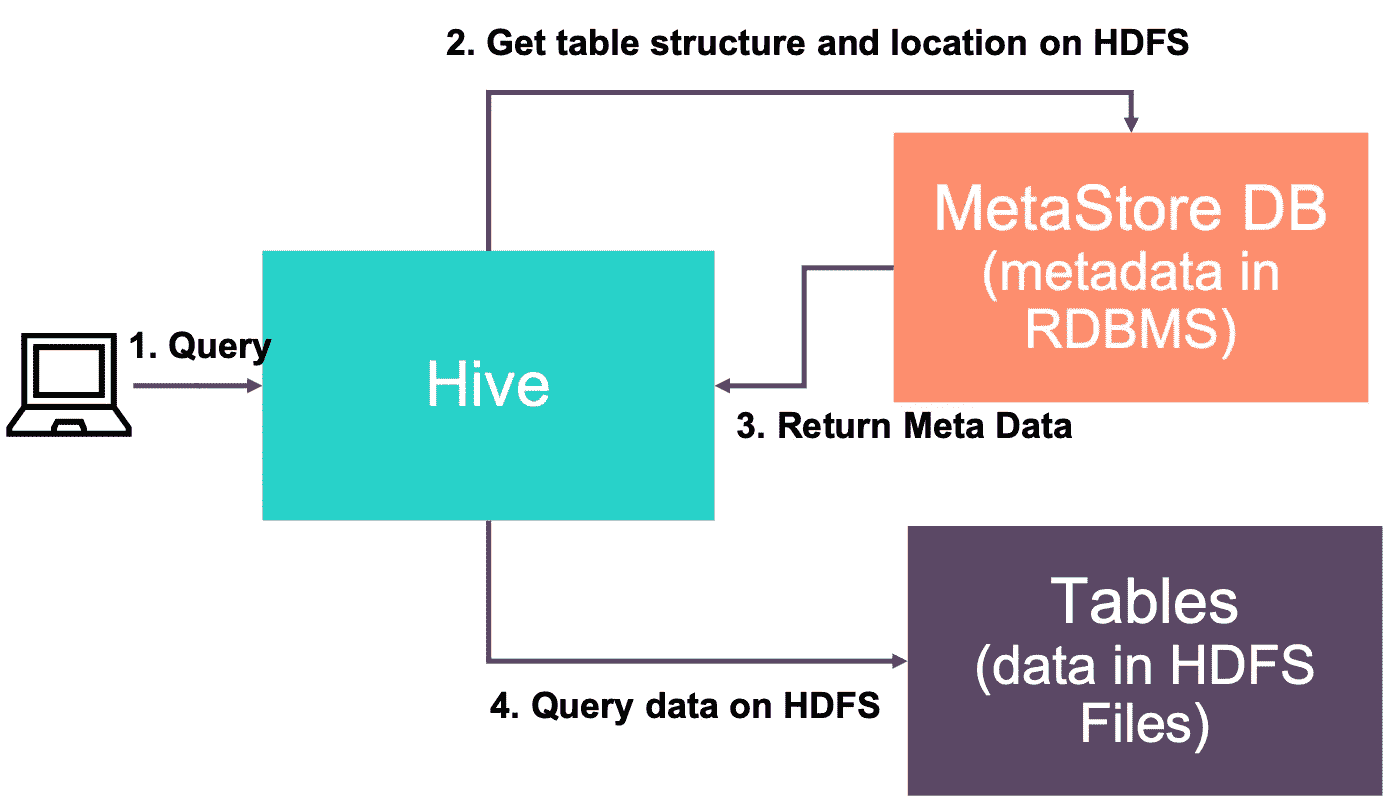 2. Get table structure and location on HDFS
MetaStore DB
(metadata in
RDBMS)
1. Query
Hive
3. Return Meta Data
Tables
(data in HDFS
Files)
4. Query data on HDFS